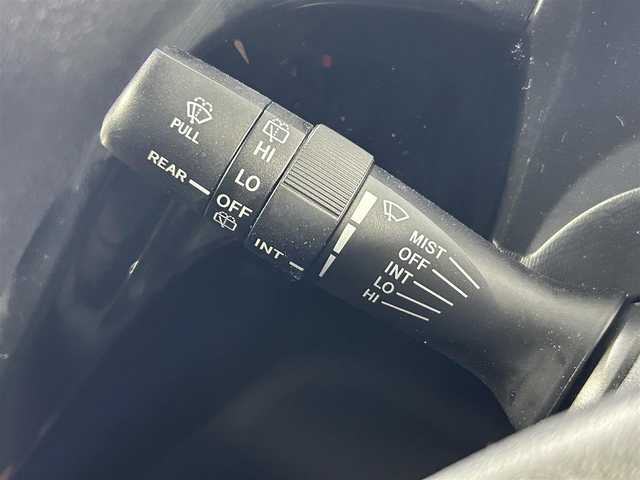 PULL
REAR
HI
LO
OFF
INT
MIST
OFF
INT
LO
HI